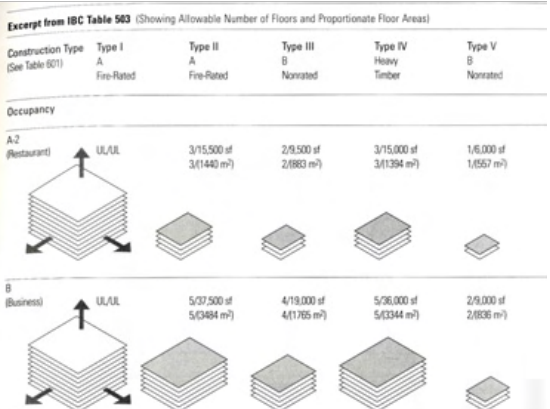 Excerpt from IBC Table 503 (Showing Allowable Number of Floors and Proportionate Floor Areas)
Construction Type Type I Type II Type III Type IV Type V
(See Table 601) A A B Heavy B
Fire-Rated Fire-Rated Nonrated Timber Nonrated
Occupancy
A-2
(Restaurant) UL/UL 3/15,500 sf 2/9,500 sf 3/15,000 sf 1/6,000 sf
3/(1440 m²) 2/(883 m²) 3/(1394 m²) 1/(557 m²)
B
(Business) UL/UL 5/37,500 sf 4/19,000 sf 5/36,000 sf 2/9,000 sf
5/(3484 m²) 4/(1765 m²) 5/(3344 m²) 2/(836 m²)